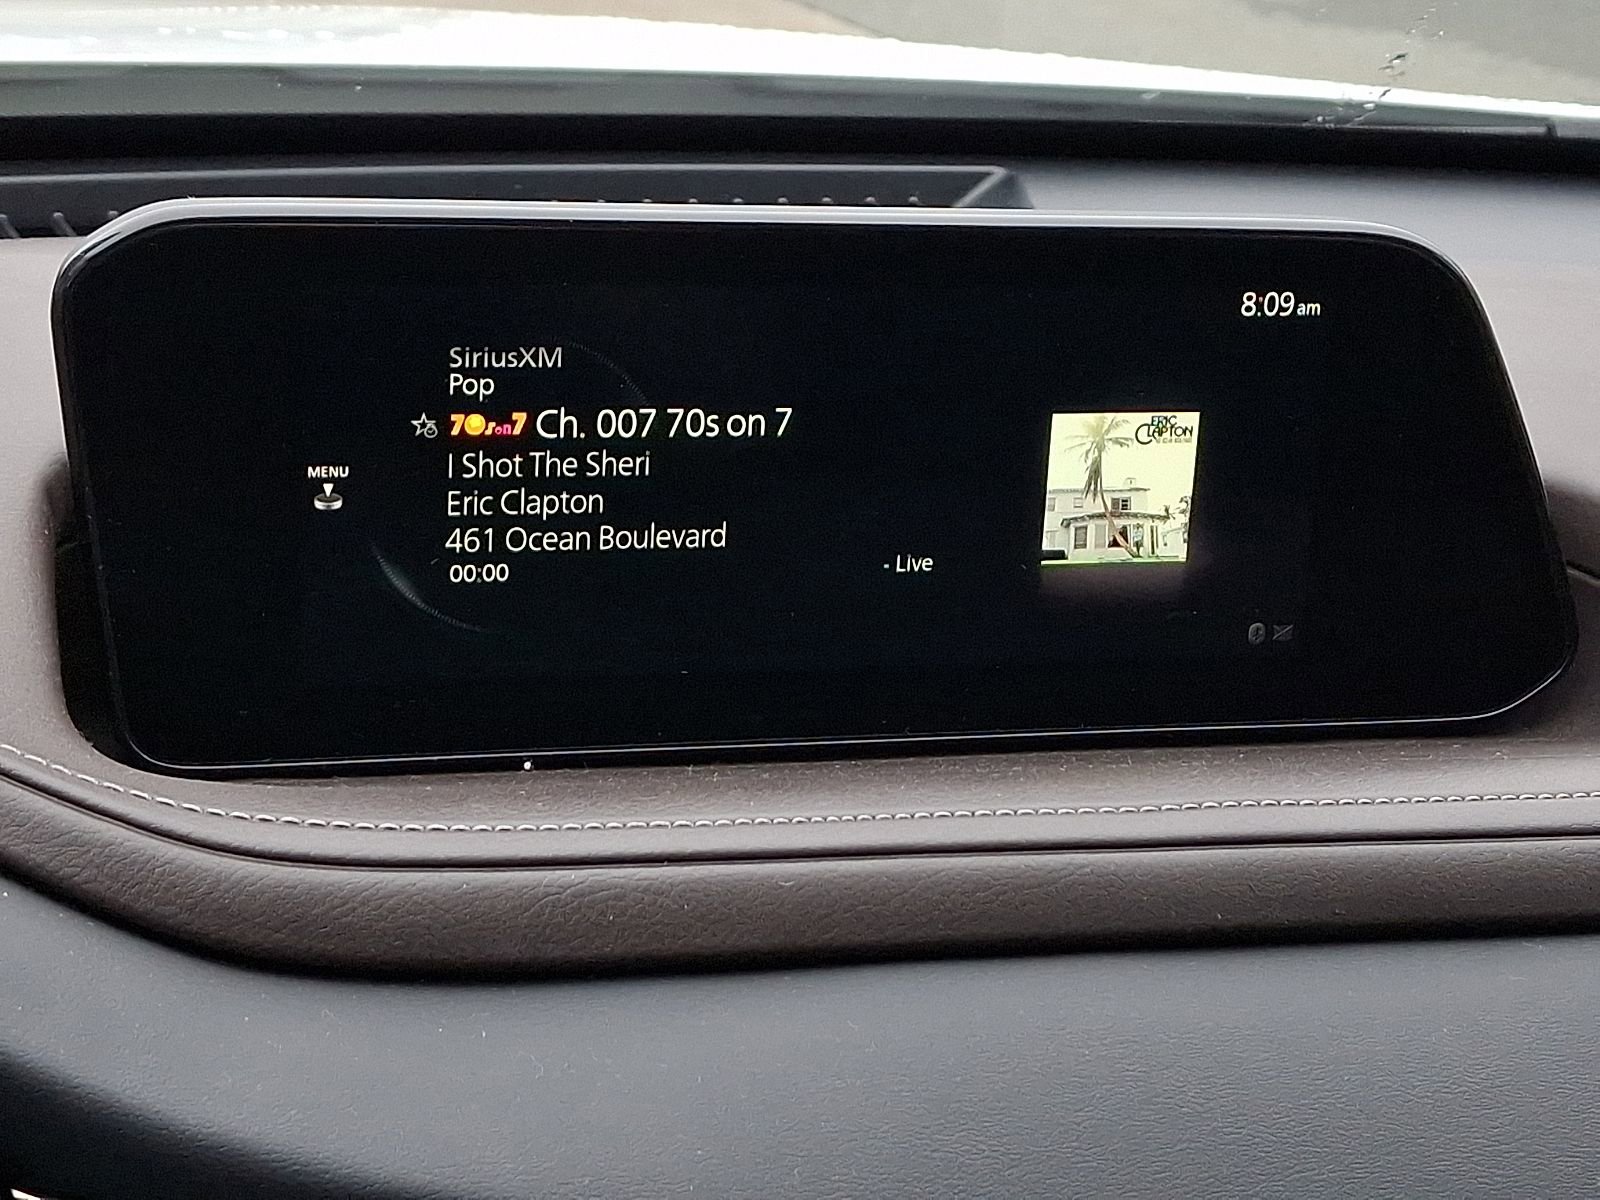 8:09 am
SiriusXM
Pop
70s on 7 Ch. 007 70s on 7
I Shot The Sheri
MENU
Eric Clapton
461 Ocean Boulevard
00:00
- Live
ERIC
CLAPTON